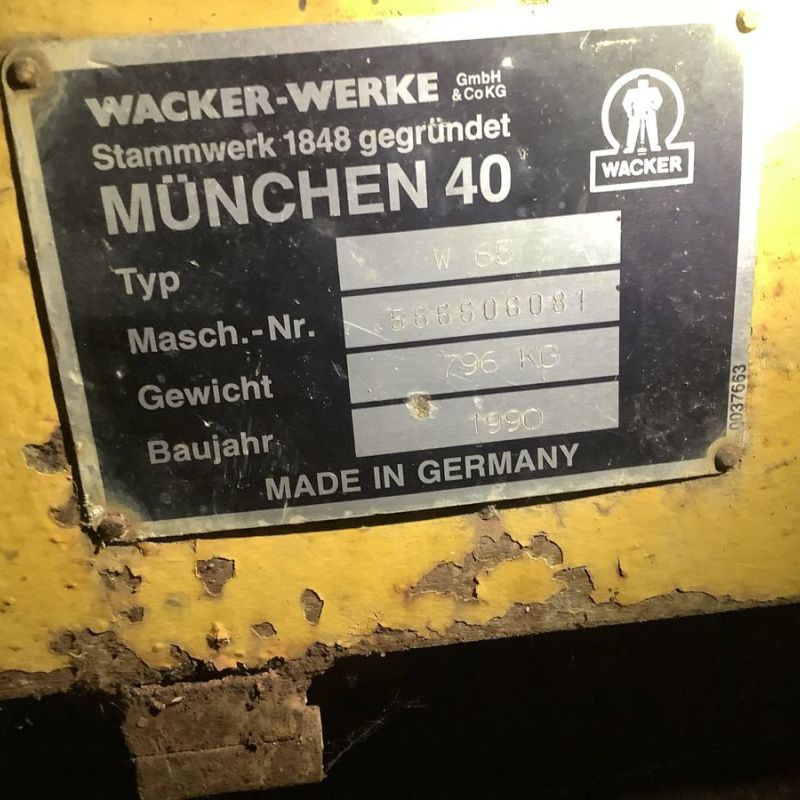 WACKER-WERKE GmbH & Co KG
Stammwerk 1848 gegründet
MÜNCHEN 40
WACKER
Typ W 65
Masch.-Nr. 566606081
Gewicht 796 KG
Baujahr 1990
MADE IN GERMANY
0037663